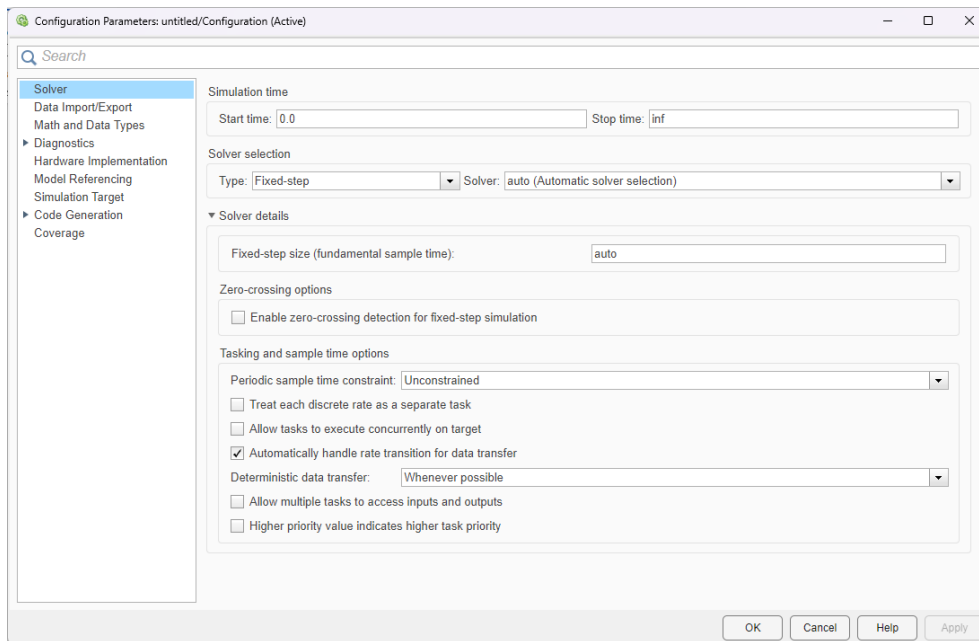 Configuration Parameters: untitled/Configuration (Active)
Search
Solver
Data Import/Export
Math and Data Types
Diagnostics
Hardware Implementation
Model Referencing
Simulation Target
Code Generation
Coverage
Simulation time
Start time: 0.0 Stop time: inf
Solver selection
Type: Fixed-step Solver: auto (Automatic solver selection)
Solver details
Fixed-step size (fundamental sample time): auto
Zero-crossing options
Enable zero-crossing detection for fixed-step simulation
Tasking and sample time options
Periodic sample time constraint: Unconstrained
Treat each discrete rate as a separate task
Allow tasks to execute concurrently on target
Automatically handle rate transition for data transfer
Deterministic data transfer: Whenever possible
Allow multiple tasks to access inputs and outputs
Higher priority value indicates higher task priority
OK Cancel Help Apply